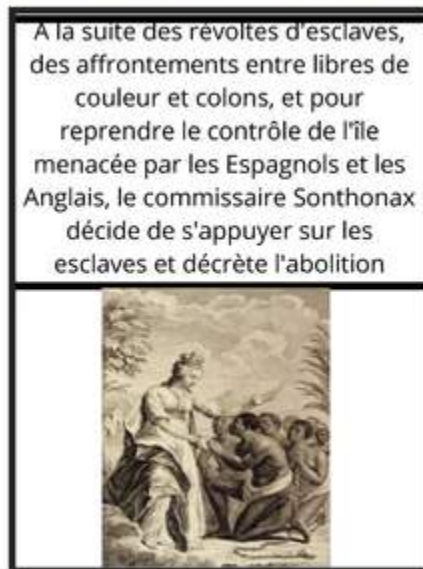 À la suite des révoltes d'esclaves,
des affrontements entre libres de
couleur et colons, et pour
reprendre le contrôle de l'île
menacée par les Espagnols et les
Anglais, le commissaire Sonthonax
décide de s'appuyer sur les
esclaves et décrète l'abolition